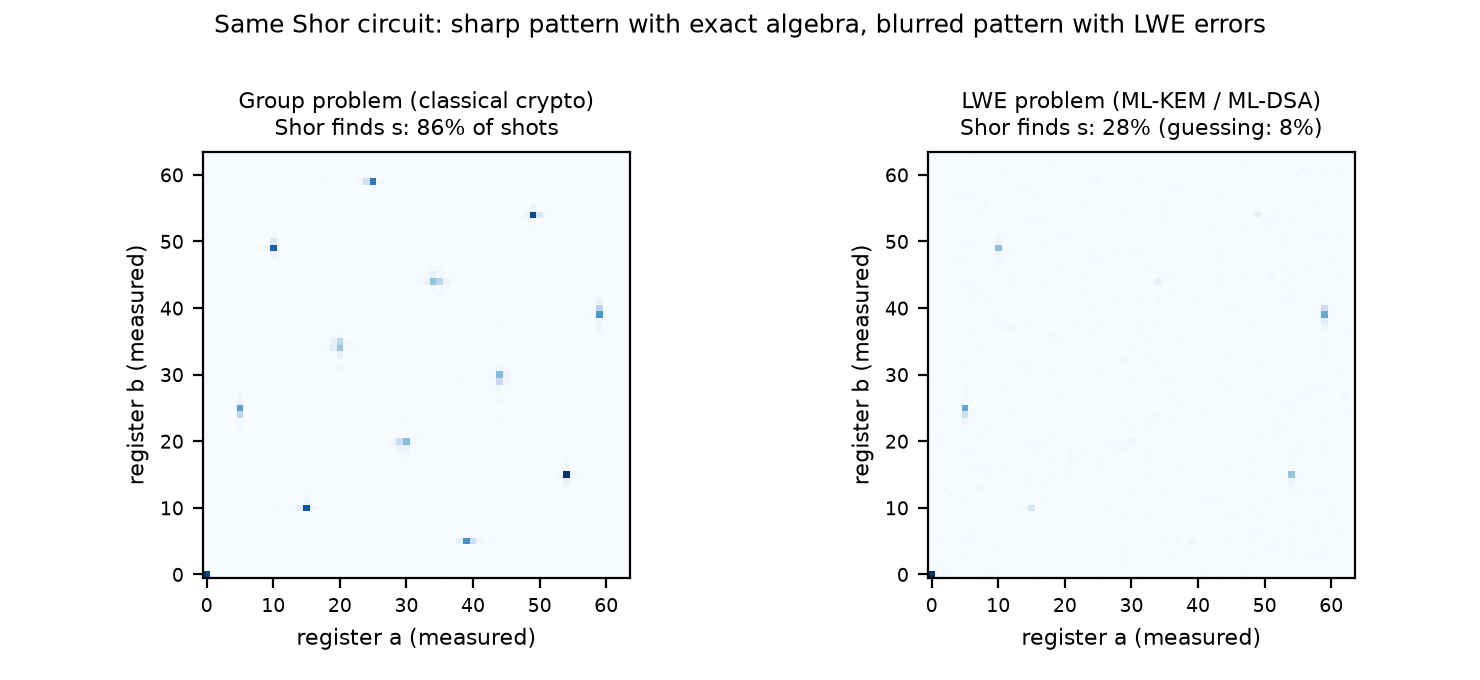 Same Shor circuit: sharp pattern with exact algebra, blurred pattern with LWE errors
Group problem (classical crypto)
Shor finds s: 86% of shots
60
50
40
30
20
10
0
register b (measured)
0 10 20 30 40 50 60
register a (measured)
LWE problem (ML-KEM / ML-DSA)
Shor finds s: 28% (guessing: 8%)
60
50
40
30
20
10
0
register b (measured)
0 10 20 30 40 50 60
register a (measured)